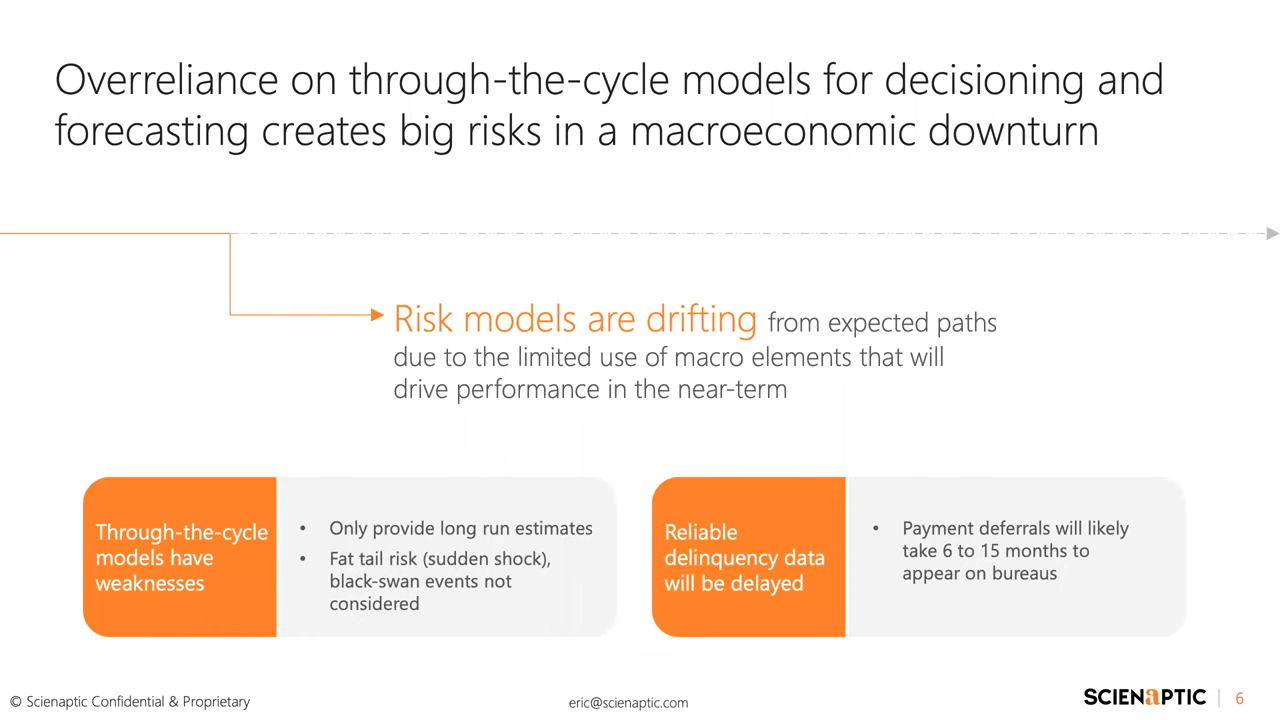 Overreliance on through-the-cycle models for decisioning and
forecasting creates big risks in a macroeconomic downturn
Risk models are drifting from expected paths
due to the limited use of macro elements that will
drive performance in the near-term
Through-the-cycle
models have
weaknesses
• Only provide long run estimates
• Fat tail risk (sudden shock),
black-swan events not
considered
Reliable
delinquency data
will be delayed
• Payment deferrals will likely
take 6 to 15 months to
appear on bureaus
© Scienaptic Confidential & Proprietary
eric@scienaptic.com
SCIENAPTIC | 6